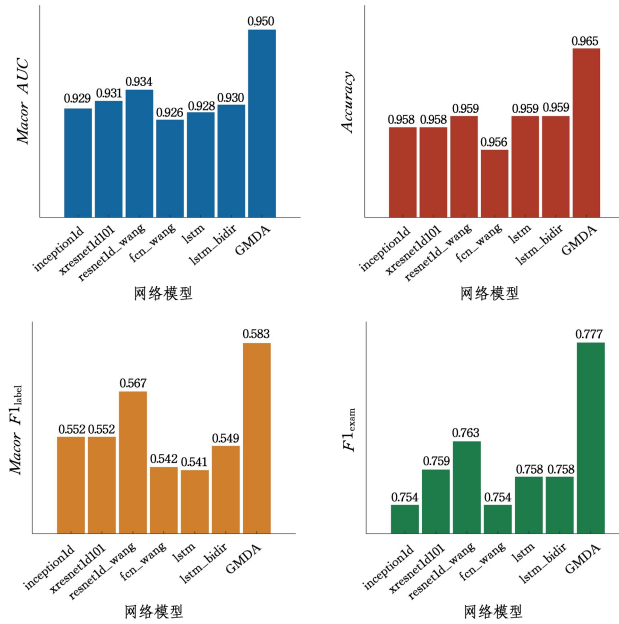 Macor AUC
0.929
0.931
0.934
0.926
0.928
0.930
0.950
inception1d
xresnet1d101
resnet1d_wang
fcn_wang
lstm
lstm_bidir
GMDA
网络模型
Accuracy
0.958
0.958
0.959
0.956
0.959
0.959
0.965
inception1d
xresnet1d101
resnet1d_wang
fcn_wang
lstm
lstm_bidir
GMDA
网络模型
Macor F1label
0.552
0.552
0.567
0.542
0.541
0.549
0.583
inception1d
xresnet1d101
resnet1d_wang
fcn_wang
lstm
lstm_bidir
GMDA
网络模型
F1exam
0.754
0.759
0.763
0.754
0.758
0.758
0.777
inception1d
xresnet1d101
resnet1d_wang
fcn_wang
lstm
lstm_bidir
GMDA
网络模型